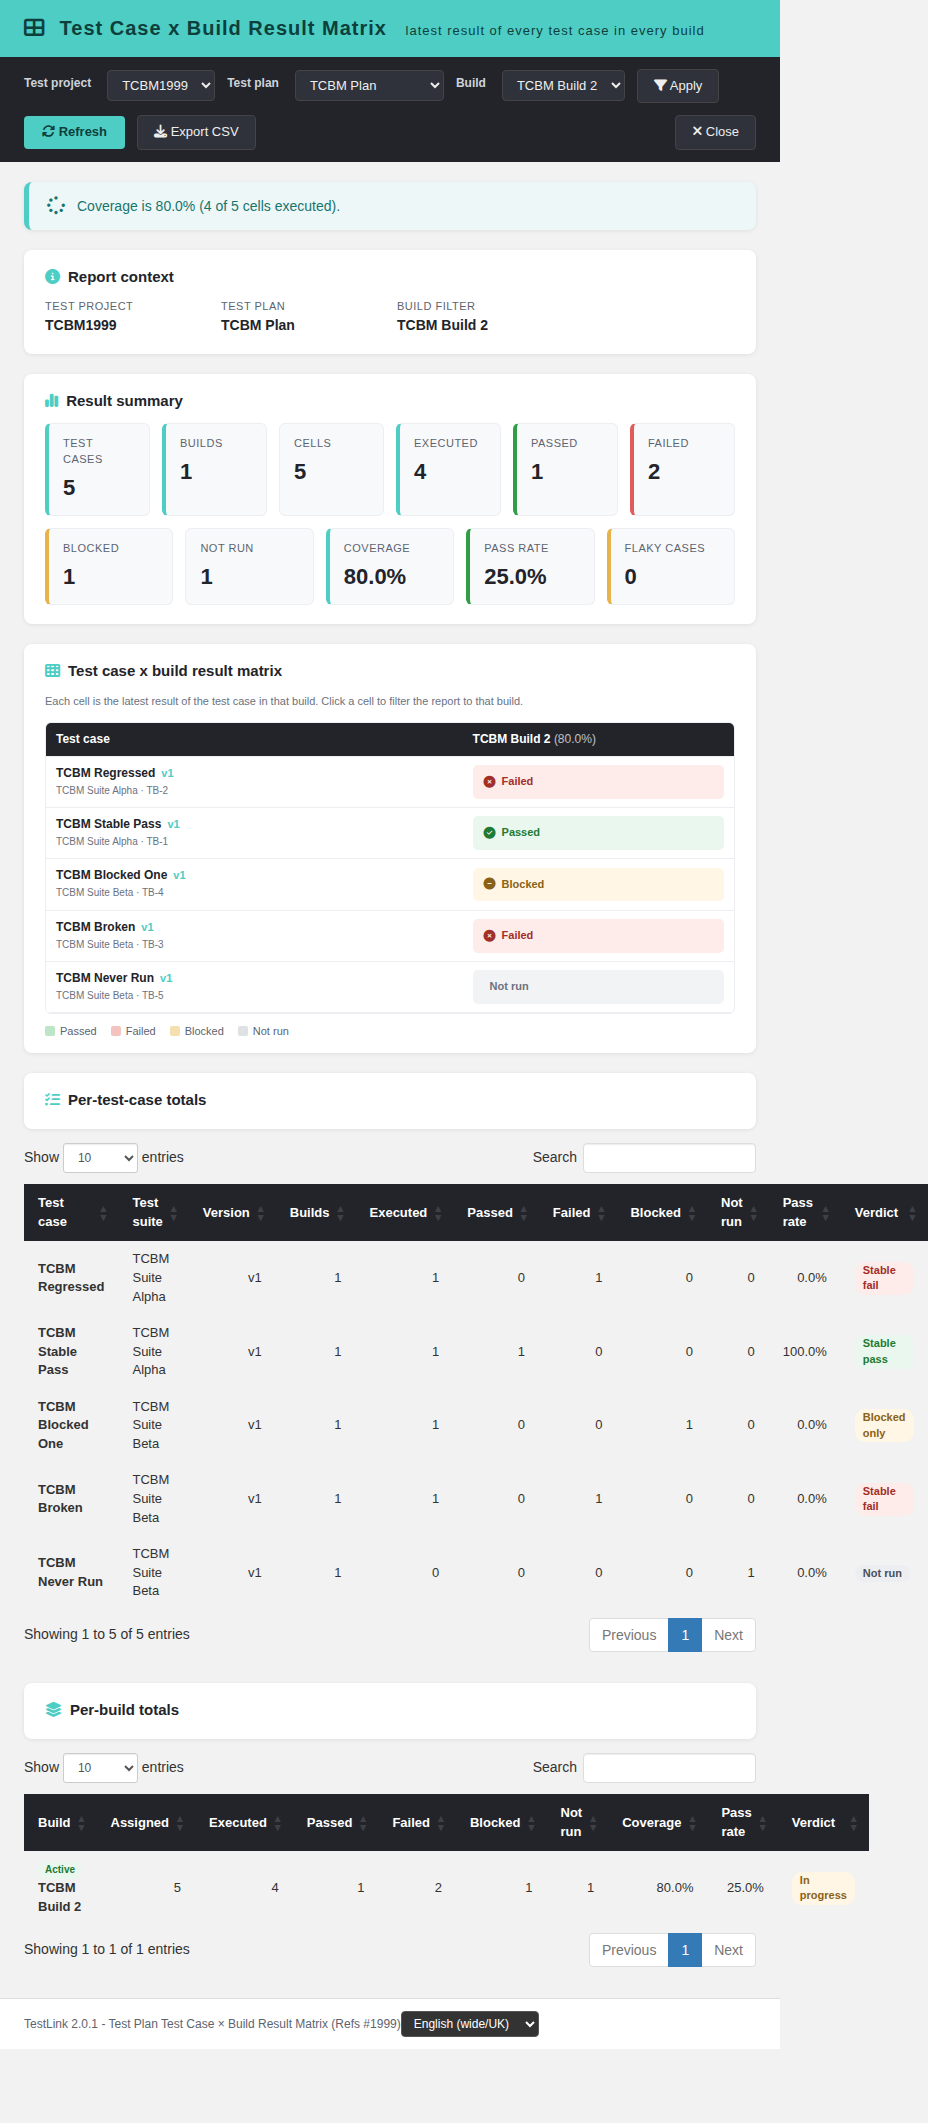 Test Case x Build Result Matrix latest result of every test case in every build
Test project TCBM1999 Test plan TCBM Plan Build TCBM Build 2 Apply
Refresh Export CSV Close
Coverage is 80.0% (4 of 5 cells executed).
Report context
TEST PROJECT TEST PLAN BUILD FILTER
TCBM1999 TCBM Plan TCBM Build 2
Result summary
TEST CASES BUILDS CELLS EXECUTED PASSED FAILED
5 1 5 4 1 2
BLOCKED NOT RUN COVERAGE PASS RATE FLAKY CASES
1 1 80.0% 25.0% 0
Test case x build result matrix
Each cell is the latest result of the test case in that build. Click a cell to filter the report to that build.
Test case TCBM Build 2 (80.0%)
TCBM Regressed v1 Failed
TCBM Suite Alpha · TB-2
TCBM Stable Pass v1 Passed
TCBM Suite Alpha · TB-1
TCBM Blocked One v1 Blocked
TCBM Suite Beta · TB-4
TCBM Broken v1 Failed
TCBM Suite Beta · TB-3
TCBM Never Run v1 Not run
TCBM Suite Beta · TB-5
Passed Failed Blocked Not run
Per-test-case totals
Show 10 entries Search
Test case Test suite Version Builds Executed Passed Failed Blocked Not run Pass rate Verdict
TCBM Regressed TCBM Suite Alpha v1 1 1 0 1 0 0 0.0% Stable fail
TCBM Stable Pass TCBM Suite Alpha v1 1 1 1 0 0 0 100.0% Stable pass
TCBM Blocked One TCBM Suite Beta v1 1 1 0 0 1 0 0.0% Blocked only
TCBM Broken TCBM Suite Beta v1 1 1 0 1 0 0 0.0% Stable fail
TCBM Never Run TCBM Suite Beta v1 1 0 0 0 0 1 0.0% Not run
Showing 1 to 5 of 5 entries Previous 1 Next
Per-build totals
Show 10 entries Search
Build Assigned Executed Passed Failed Blocked Not run Coverage Pass rate Verdict
Active TCBM Build 2 5 4 1 2 1 1 80.0% 25.0% In progress
Showing 1 to 1 of 1 entries Previous 1 Next
TestLink 2.0.1 - Test Plan Test Case × Build Result Matrix (Refs #1999) English (wide/UK)